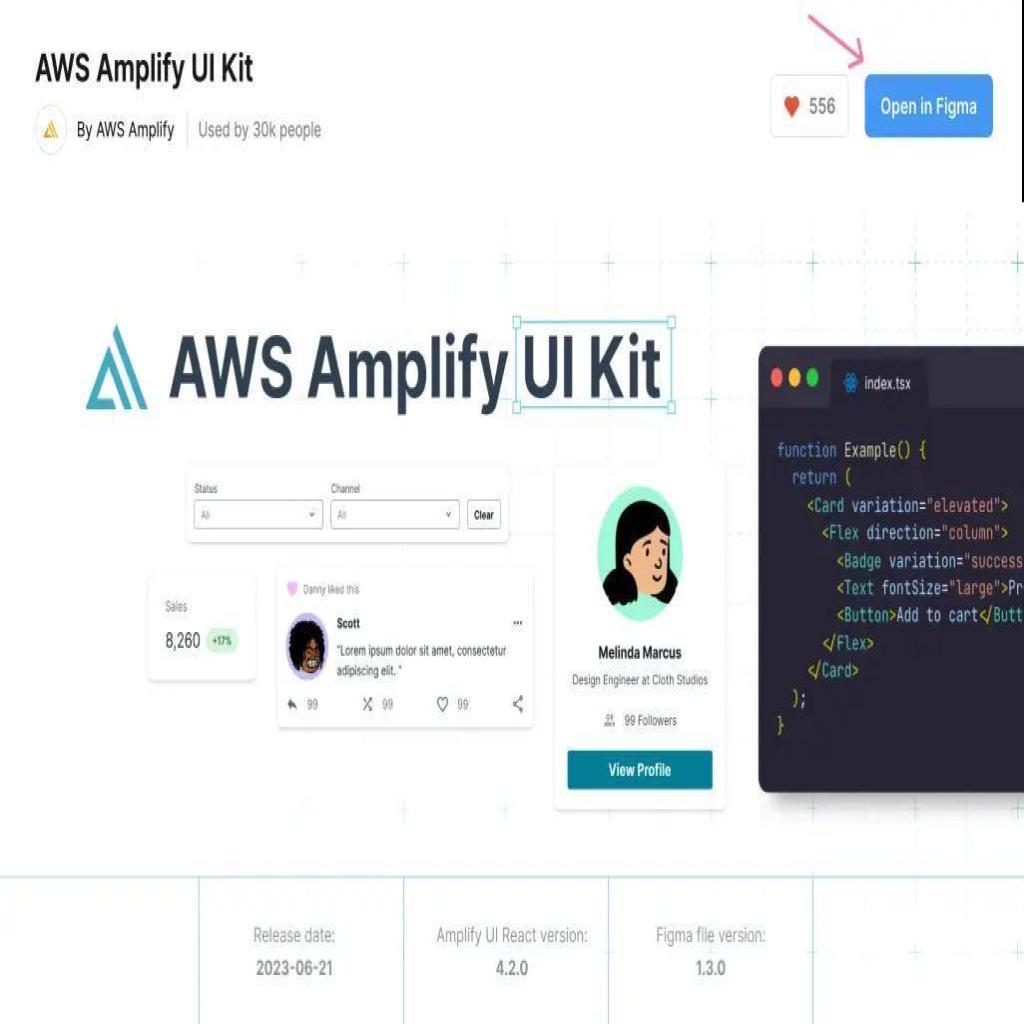 AWS Amplify UI Kit
By AWS Amplify
Used by 30k people
556
Open in Figma
AWS Amplify UI Kit
Status
Channel
All
All
Clear
Sales
8,260
+17%
Danny liked this
Scott
"Lorem ipsum dolor sit amet, consectetur
adipiscing elit. "
99
99
99
Melinda Marcus
Design Engineer at Cloth Studios
99 Followers
View Profile
index.tsx
function Example() {
return (
<Card variation="elevated">
<Flex direction="column">
<Badge variation="success
<Text fontSize="large">Pr
<Button>Add to cart</Butt
</Flex>
</Card>
);
}
Release date:
2023-06-21
Amplify UI React version:
4.2.0
Figma file version:
1.3.0